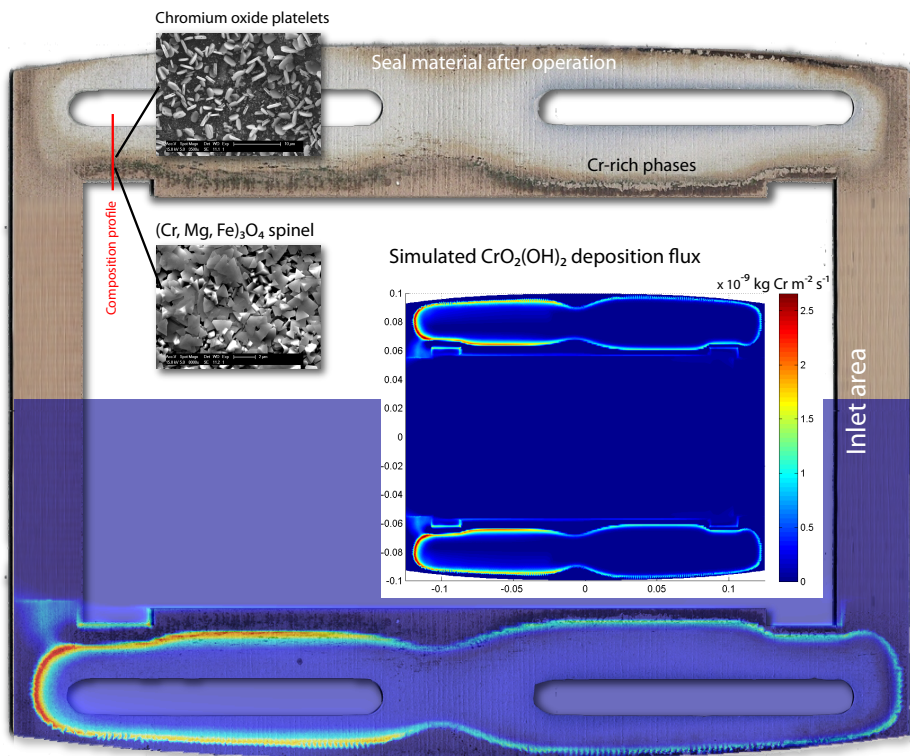 Chromium oxide platelets
Seal material after operation
Cr-rich phases
Composition profile
(Cr, Mg, Fe)₃O₄ spinel
Simulated CrO₂(OH)₂ deposition flux
x 10⁻⁹ kg Cr m⁻² s⁻¹
0.1
0.08
0.06
0.04
0.02
0
-0.02
-0.04
-0.06
-0.08
-0.1
-0.1
-0.05
0
0.05
0.1
2.5
2
1.5
1
0.5
0
Inlet area